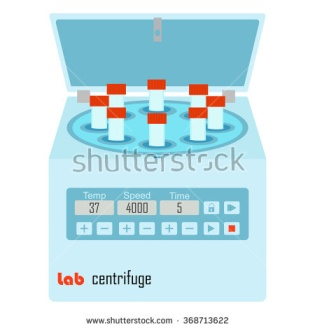 shutterstock
Temp Speed Time
37 4000 5
+ - + - + -
lab centrifuge
www.shutterstock.com · 368713622